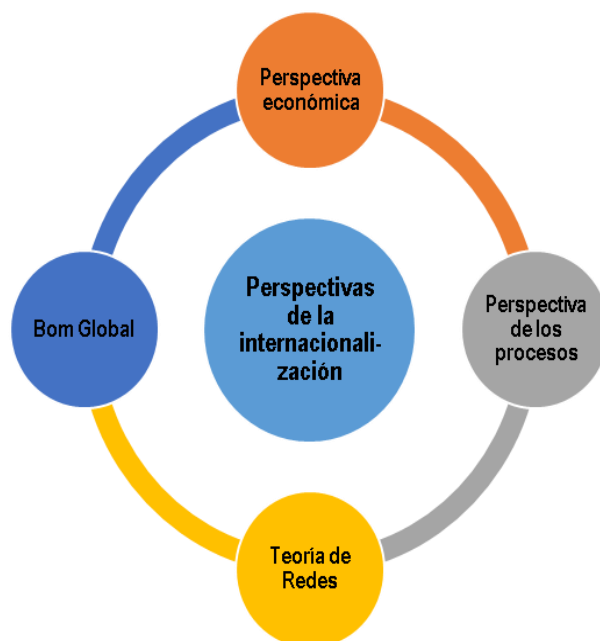 Perspectiva
económica
Perspectivas
de la
internacionali-
zación
Perspectiva
de los
procesos
Bom Global
Teoría de
Redes